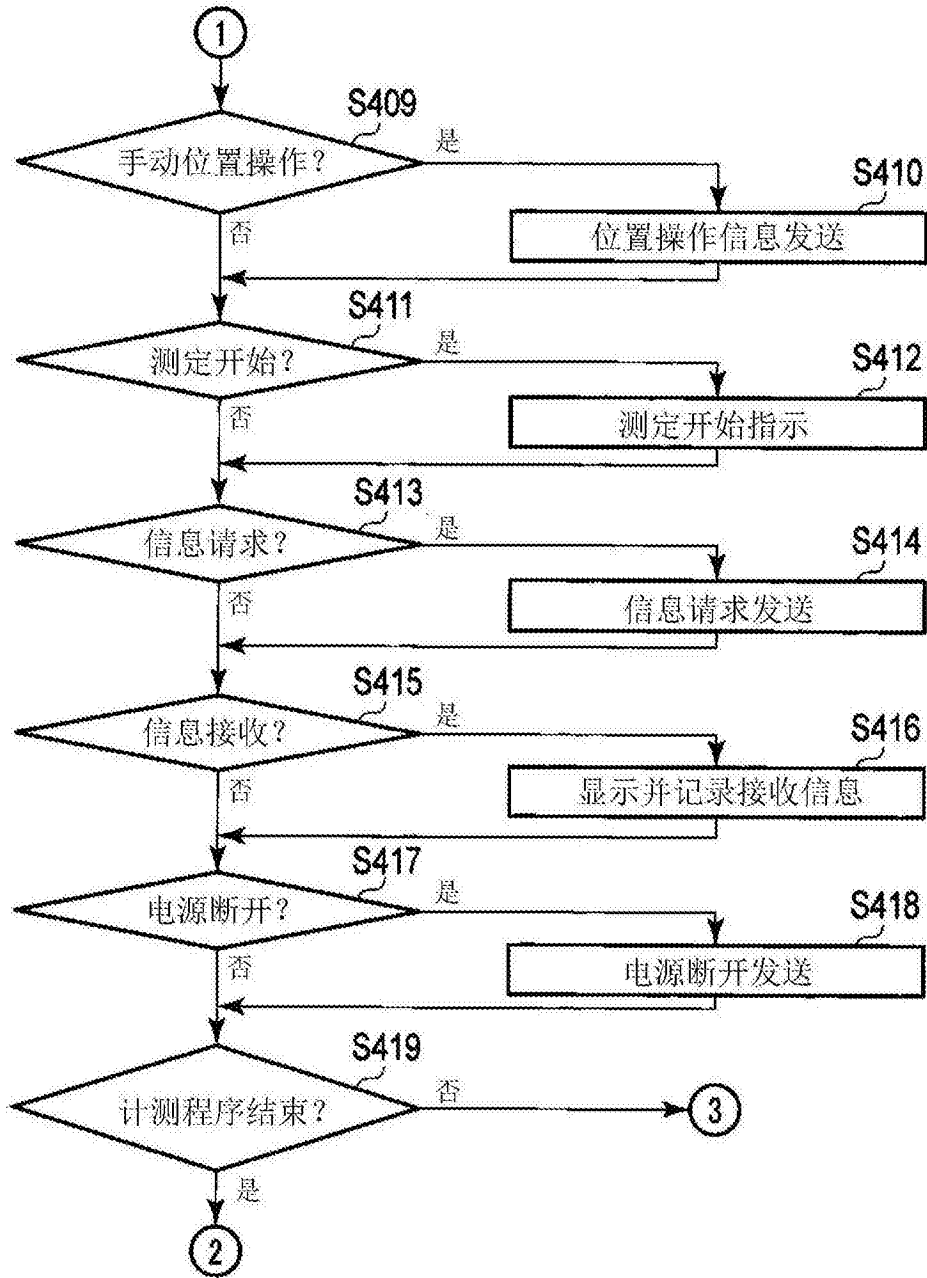 1
S409
手动位置操作？
是
S410
位置操作信息发送
否
S411
测定开始？
是
S412
测定开始指示
否
S413
信息请求？
是
S414
信息请求发送
否
S415
信息接收？
是
S416
显示并记录接收信息
否
S417
电源断开？
是
S418
电源断开发送
否
S419
计测程序结束？
否
3
是
2